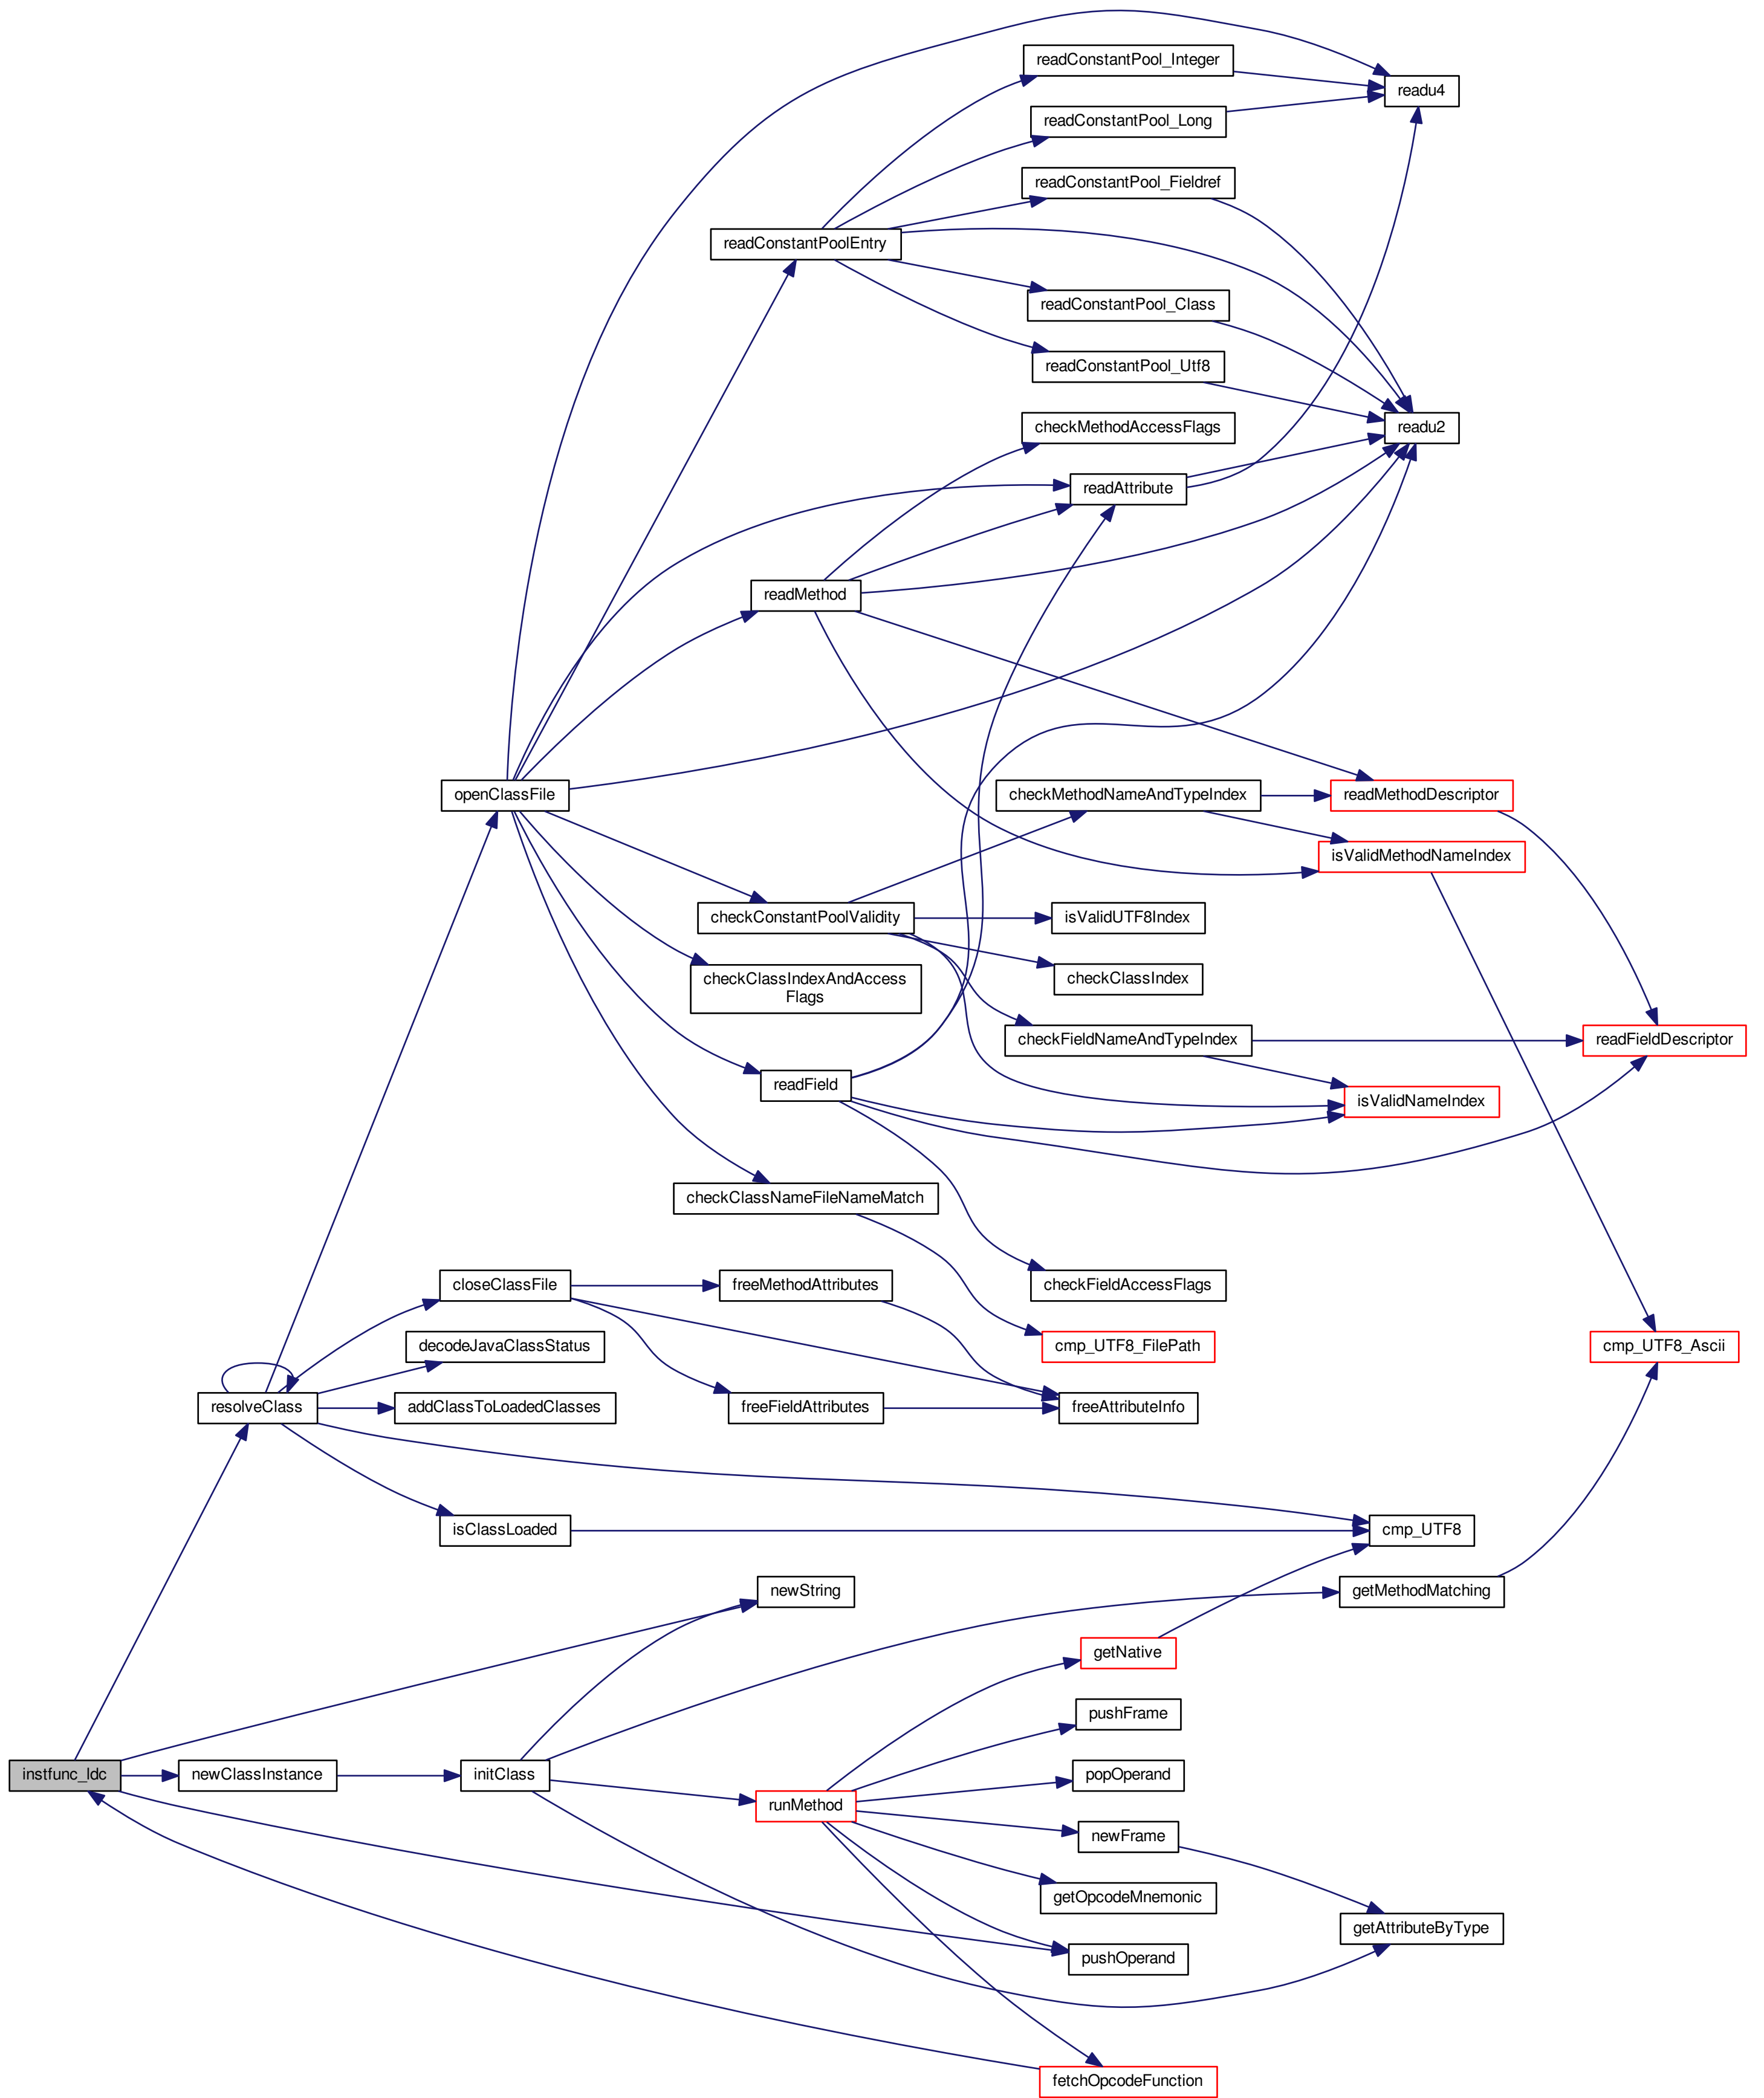 readConstantPool_Integer
readu4
readConstantPool_Long
readConstantPool_Fieldref
readConstantPoolEntry
readConstantPool_Class
readConstantPool_Utf8
checkMethodAccessFlags
readu2
readAttribute
readMethod
openClassFile
checkMethodNameAndTypeIndex
readMethodDescriptor
isValidMethodNameIndex
checkConstantPoolValidity
isValidUTF8Index
checkClassIndexAndAccess
Flags
checkClassIndex
checkFieldNameAndTypeIndex
readFieldDescriptor
readField
isValidNameIndex
checkClassNameFileNameMatch
closeClassFile
freeMethodAttributes
checkFieldAccessFlags
decodeJavaClassStatus
cmp_UTF8_FilePath
cmp_UTF8_Ascii
resolveClass
addClassToLoadedClasses
freeFieldAttributes
freeAttributeInfo
isClassLoaded
cmp_UTF8
newString
getMethodMatching
getNative
pushFrame
instfunc_ldc
newClassInstance
initClass
popOperand
runMethod
newFrame
getOpcodeMnemonic
getAttributeByType
pushOperand
fetchOpcodeFunction